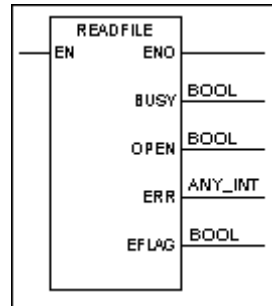 READFILE
EN ENO
BUSY BOOL
OPEN BOOL
ERR ANY_INT
EFLAG BOOL